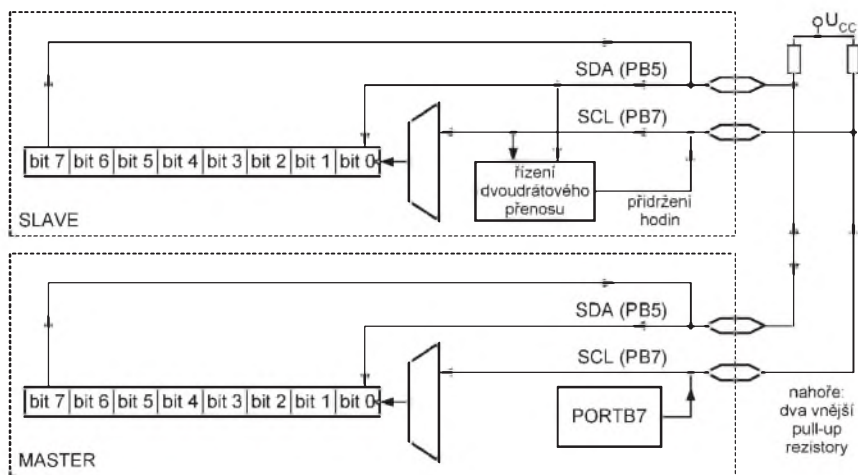 U_CC
SDA (PB5)
SCL (PB7)
bit 7 bit 6 bit 5 bit 4 bit 3 bit 2 bit 1 bit 0
řízení
dvoudrátového
přenosu
přidržení
hodin
SLAVE
SDA (PB5)
SCL (PB7)
bit 7 bit 6 bit 5 bit 4 bit 3 bit 2 bit 1 bit 0
PORTB7
nahoře:
dva vnější
pull-up
rezistory
MASTER